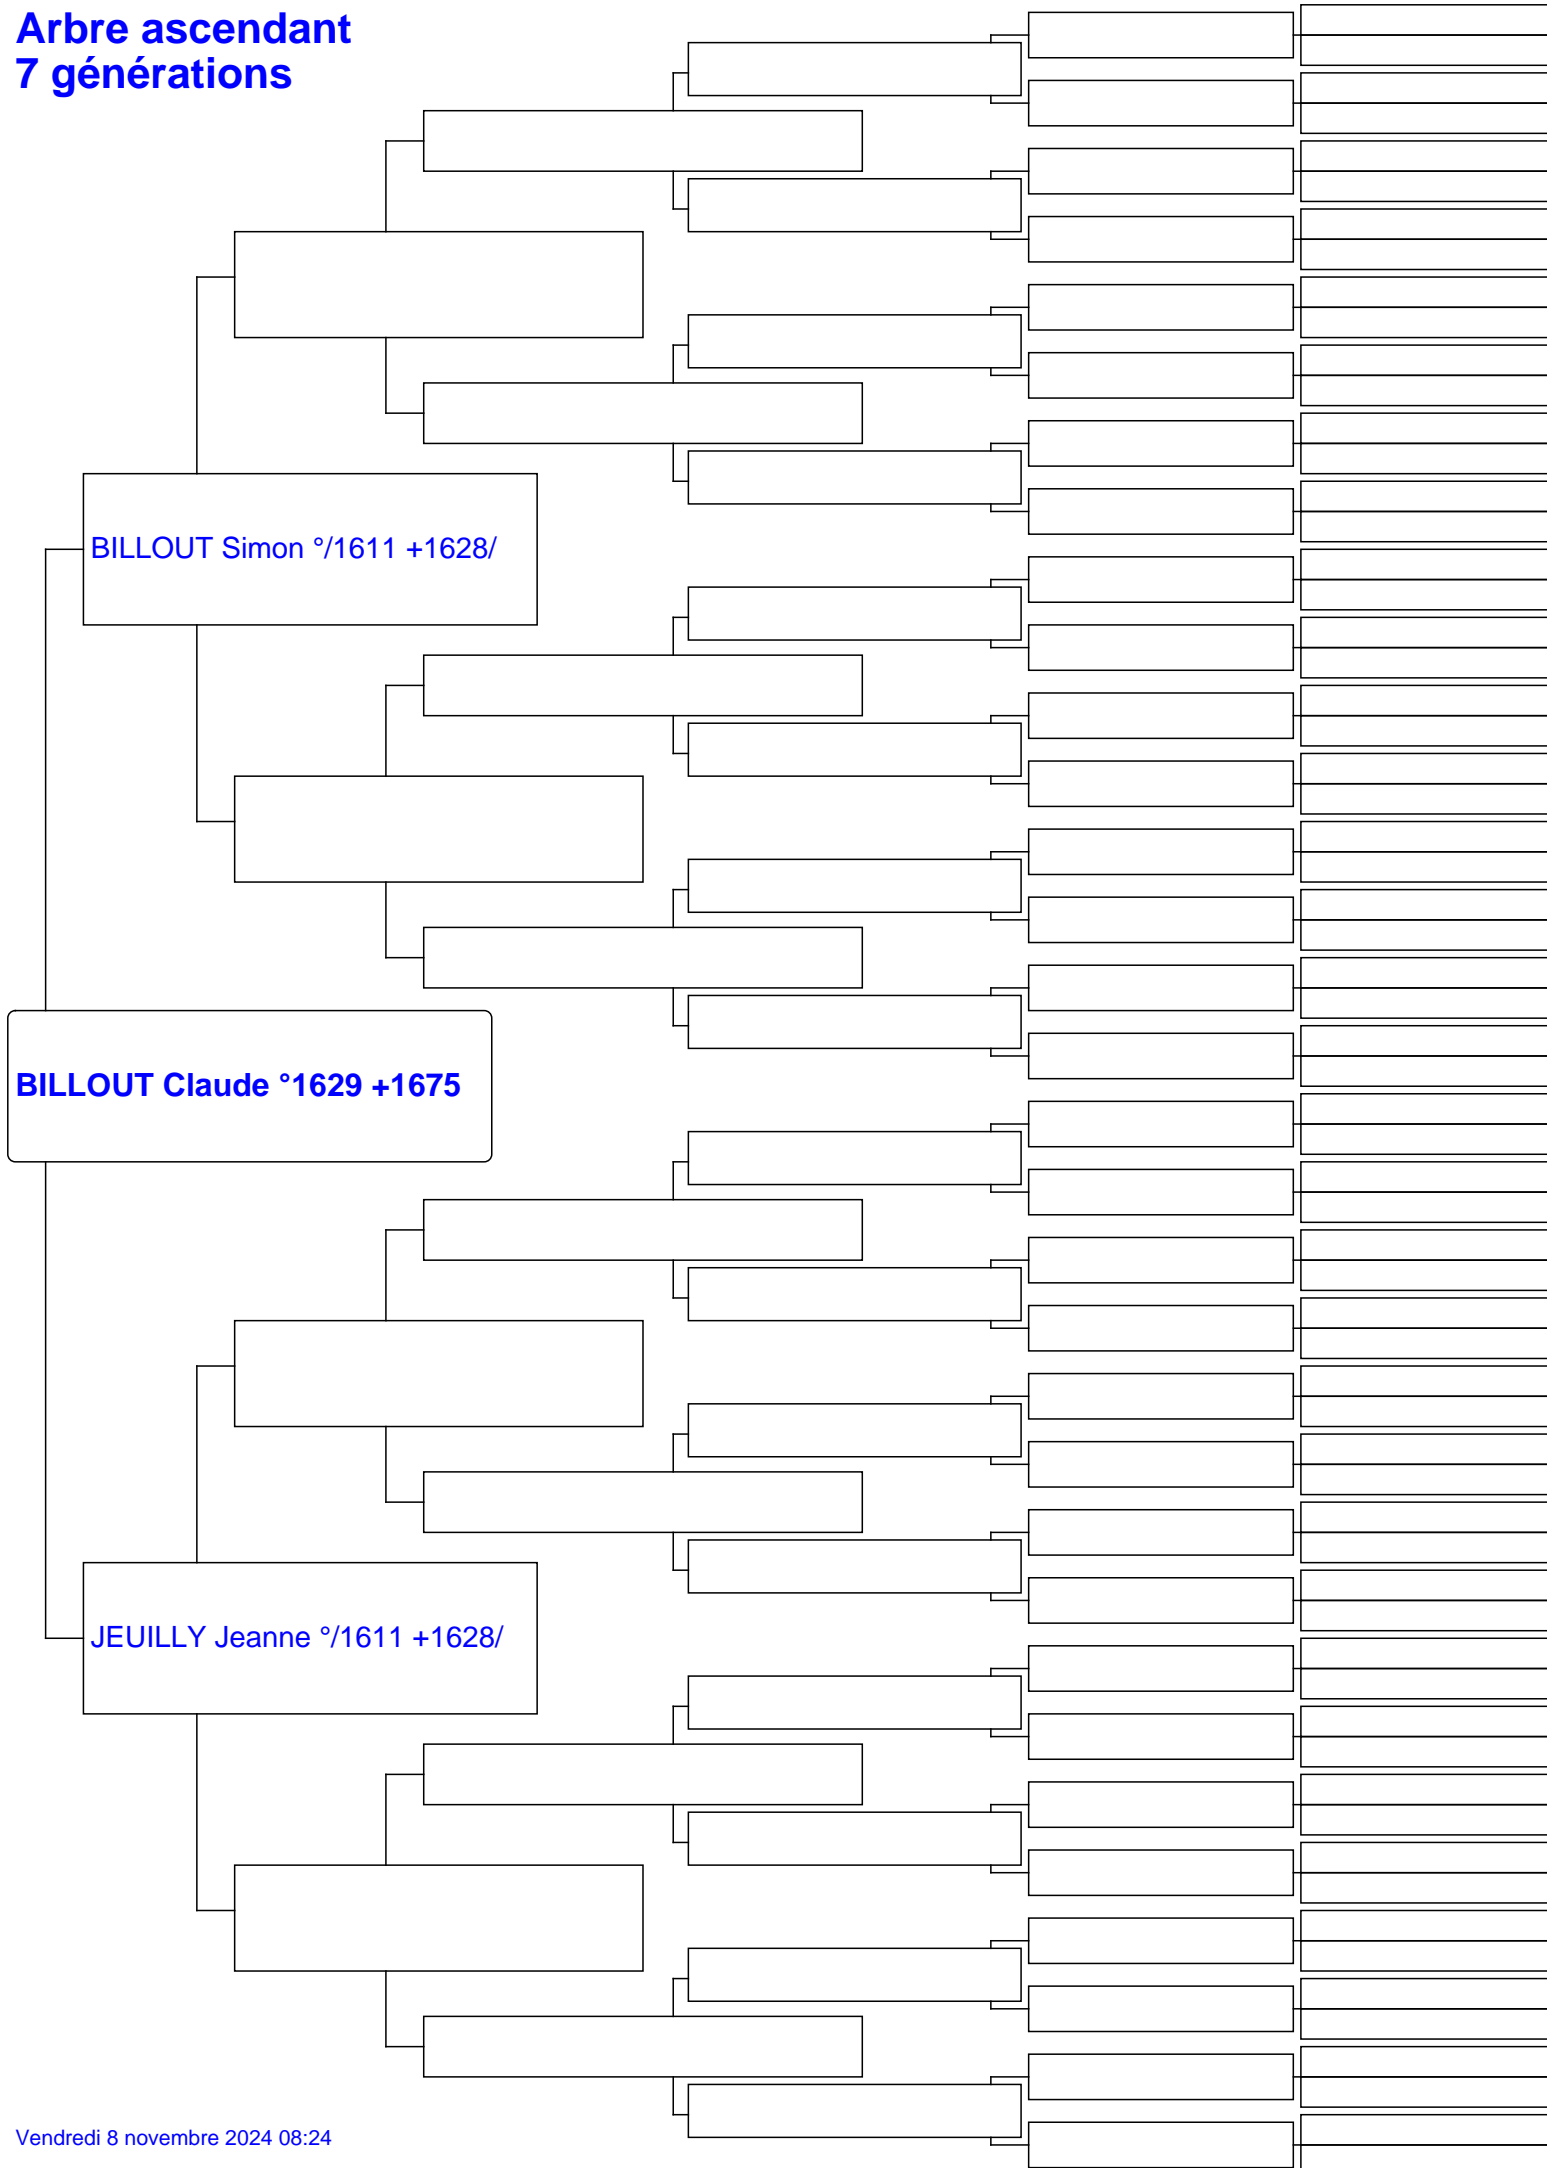 Arbre ascendant
7 générations
BILLOUT Simon °/1611 +1628/
BILLOUT Claude °1629 +1675
JEUILLY Jeanne °/1611 +1628/
Vendredi 8 novembre 2024 08:24